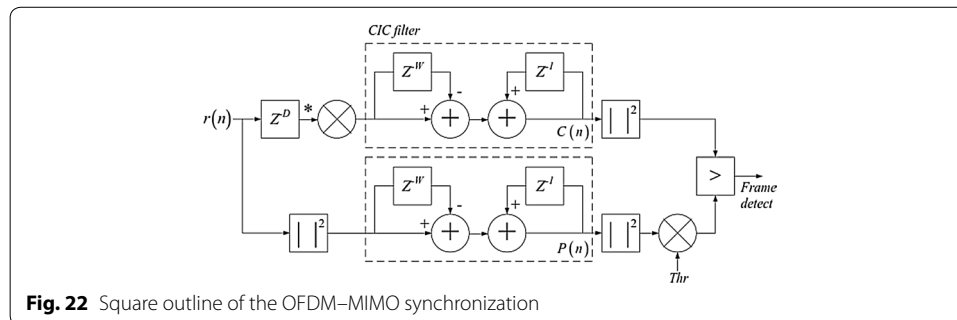 CIC filter
Z^-W
Z^-1
-
+
+
r(n)
Z^-D
*
+
+
C(n)
| |^2
>
Frame
detect
Z^-W
Z^-1
-
+
+
| |^2
+
+
P(n)
| |^2
Thr
Fig. 22 Square outline of the OFDM–MIMO synchronization